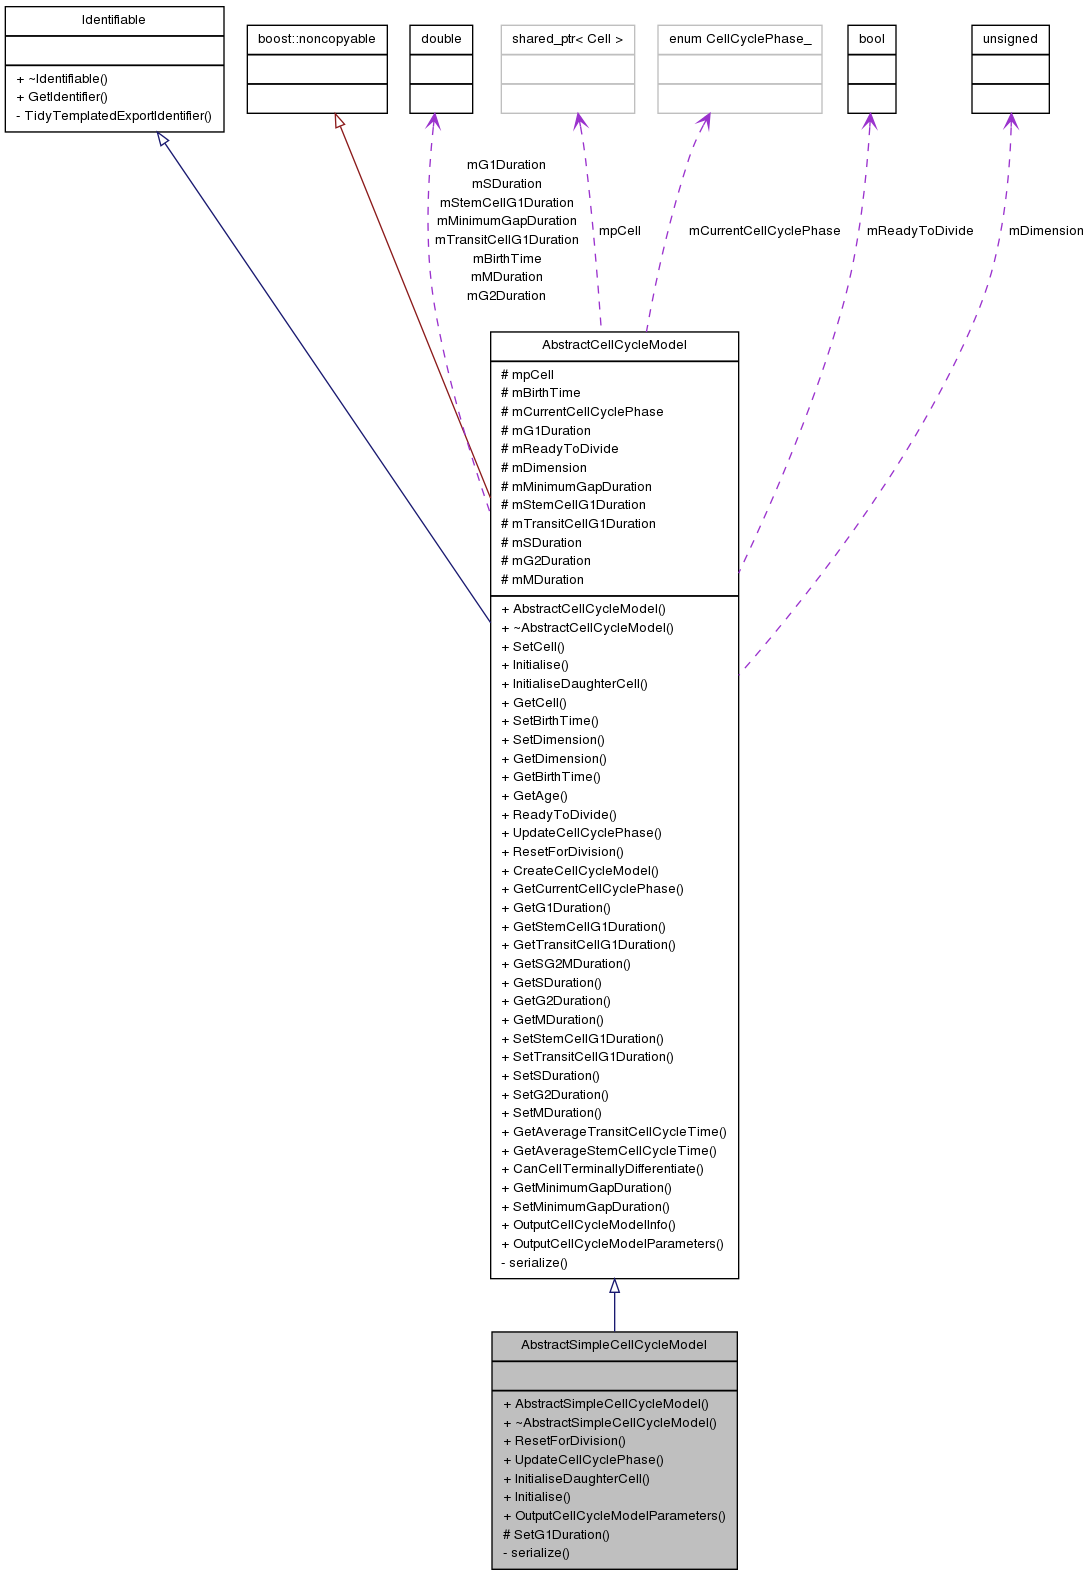 Identifiable
+ ~Identifiable()
+ GetIdentifier()
- TidyTemplatedExportIdentifier()
boost::noncopyable
double
shared_ptr< Cell >
enum CellCyclePhase_
bool
unsigned
mG1Duration
mSDuration
mStemCellG1Duration
mMinimumGapDuration
mTransitCellG1Duration
mBirthTime
mMDuration
mG2Duration
mpCell
mCurrentCellCyclePhase
mReadyToDivide
mDimension
AbstractCellCycleModel
# mpCell
# mBirthTime
# mCurrentCellCyclePhase
# mG1Duration
# mReadyToDivide
# mDimension
# mMinimumGapDuration
# mStemCellG1Duration
# mTransitCellG1Duration
# mSDuration
# mG2Duration
# mMDuration
+ AbstractCellCycleModel()
+ ~AbstractCellCycleModel()
+ SetCell()
+ Initialise()
+ InitialiseDaughterCell()
+ GetCell()
+ SetBirthTime()
+ SetDimension()
+ GetDimension()
+ GetBirthTime()
+ GetAge()
+ ReadyToDivide()
+ UpdateCellCyclePhase()
+ ResetForDivision()
+ CreateCellCycleModel()
+ GetCurrentCellCyclePhase()
+ GetG1Duration()
+ GetStemCellG1Duration()
+ GetTransitCellG1Duration()
+ GetSG2MDuration()
+ GetSDuration()
+ GetG2Duration()
+ GetMDuration()
+ SetStemCellG1Duration()
+ SetTransitCellG1Duration()
+ SetSDuration()
+ SetG2Duration()
+ SetMDuration()
+ GetAverageTransitCellCycleTime()
+ GetAverageStemCellCycleTime()
+ CanCellTerminallyDifferentiate()
+ GetMinimumGapDuration()
+ SetMinimumGapDuration()
+ OutputCellCycleModelInfo()
+ OutputCellCycleModelParameters()
- serialize()
AbstractSimpleCellCycleModel
+ AbstractSimpleCellCycleModel()
+ ~AbstractSimpleCellCycleModel()
+ ResetForDivision()
+ UpdateCellCyclePhase()
+ InitialiseDaughterCell()
+ Initialise()
+ OutputCellCycleModelParameters()
# SetG1Duration()
- serialize()